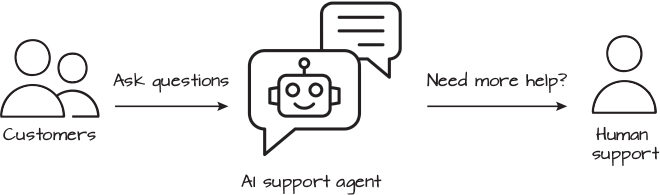 Ask questions
Need more help?
Customers
Human
support
AI support agent